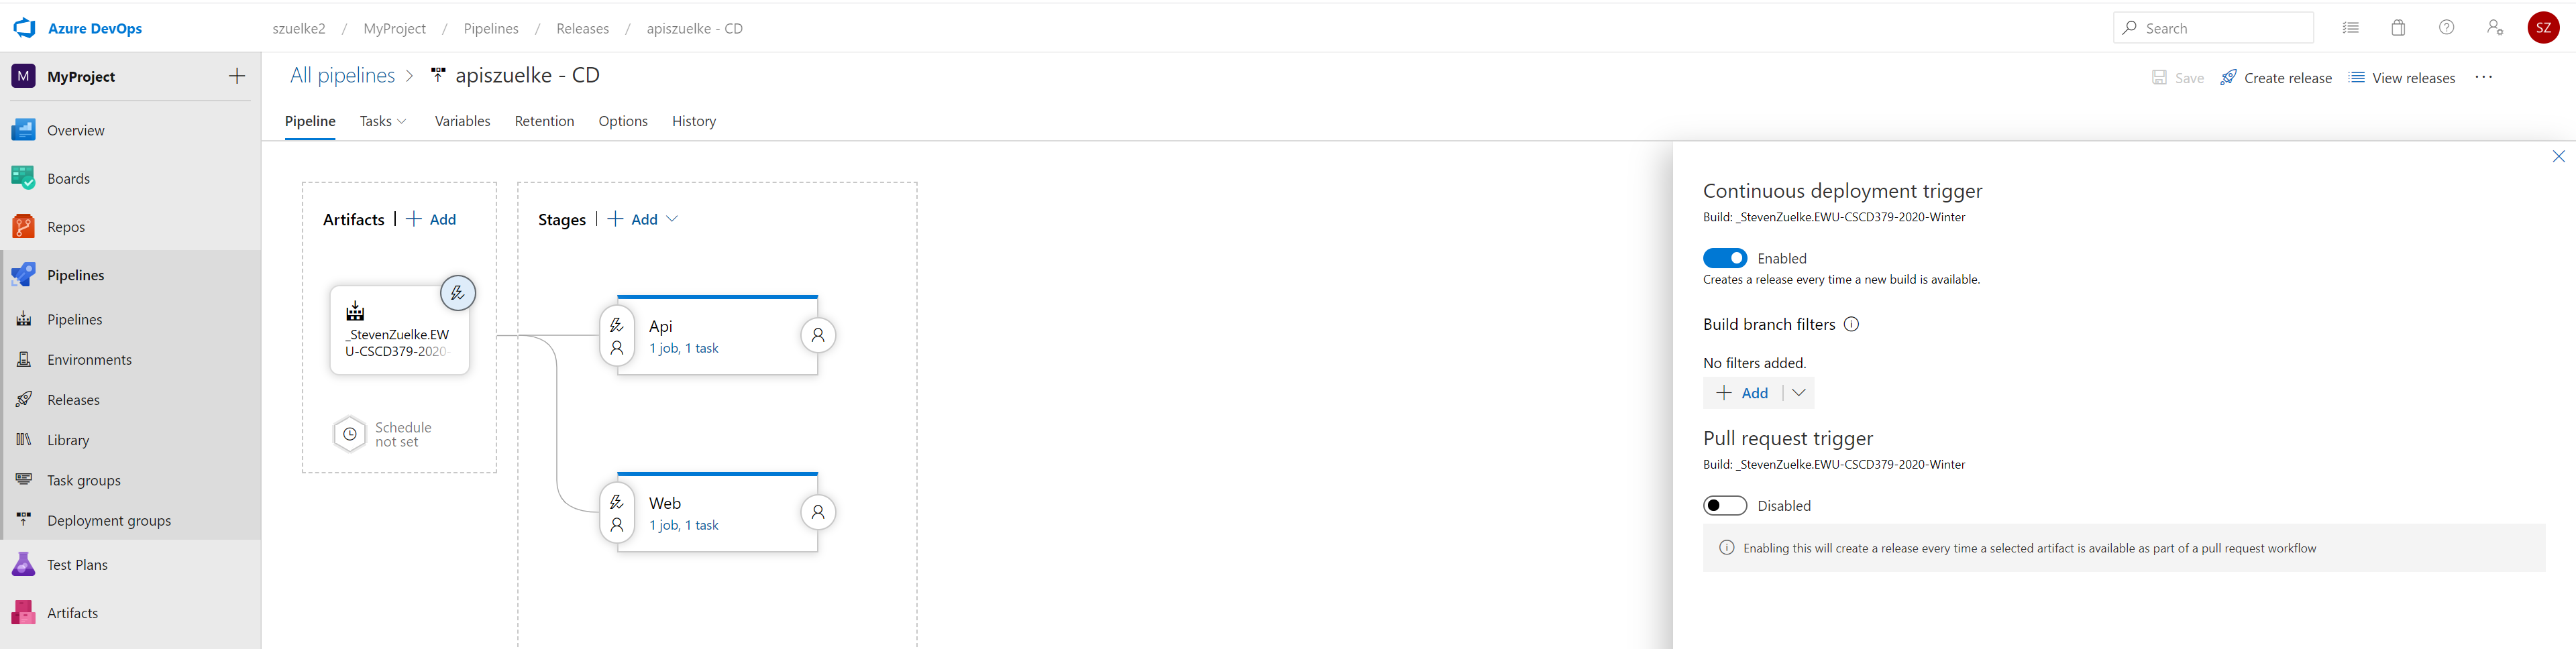 Azure DevOps
szuelke2 / MyProject / Pipelines / Releases / apiszuelke - CD
Search
SZ
M MyProject
Overview
Boards
Repos
Pipelines
Pipelines
Environments
Releases
Library
Task groups
Deployment groups
Test Plans
Artifacts
All pipelines > apiszuelke - CD
Save Create release View releases ...
Pipeline Tasks Variables Retention Options History
Artifacts | + Add
_StevenZuelke.EW
U-CSCD379-2020-
Schedule
not set
Stages | + Add
Api
1 job, 1 task
Web
1 job, 1 task
Continuous deployment trigger
Build: _StevenZuelke.EWU-CSCD379-2020-Winter
Enabled
Creates a release every time a new build is available.
Build branch filters
No filters added.
+ Add
Pull request trigger
Build: _StevenZuelke.EWU-CSCD379-2020-Winter
Disabled
Enabling this will create a release every time a selected artifact is available as part of a pull request workflow